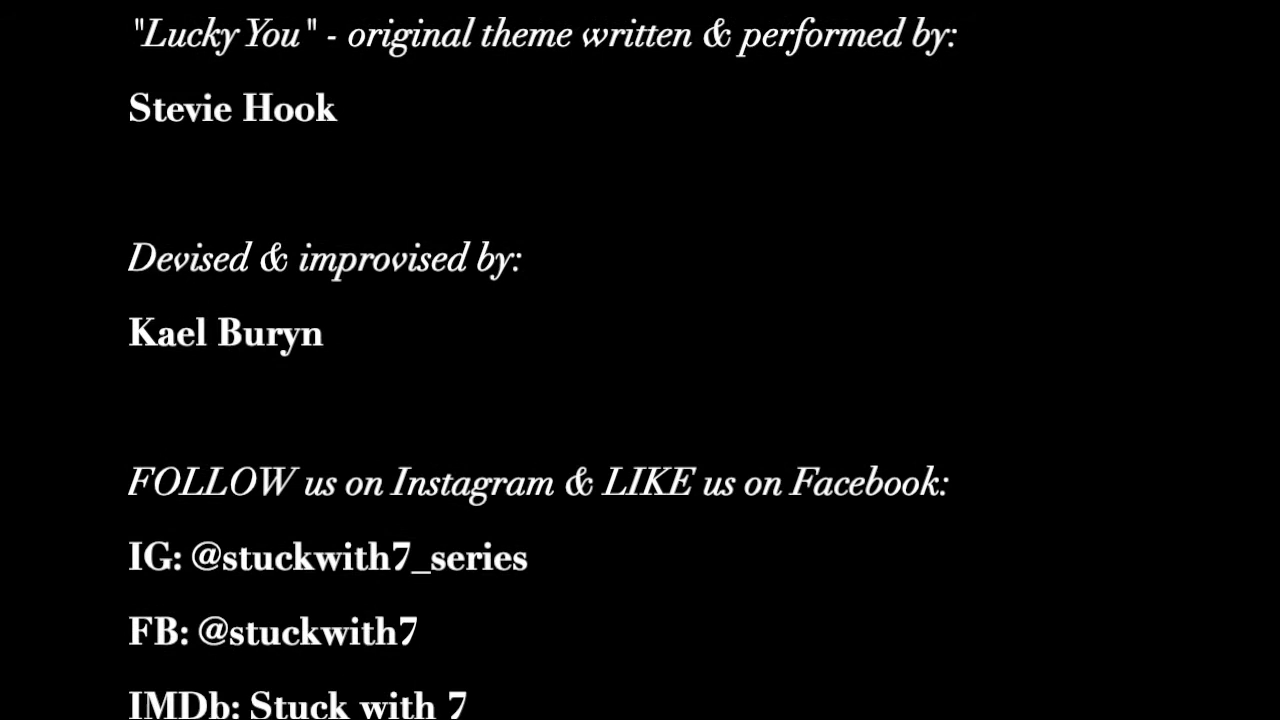 "Lucky You" - original theme written & performed by:
Stevie Hook
Devised & improvised by:
Kael Buryn
FOLLOW us on Instagram & LIKE us on Facebook:
IG: @stuckwith7_series
FB: @stuckwith7
IMDb: Stuck with 7